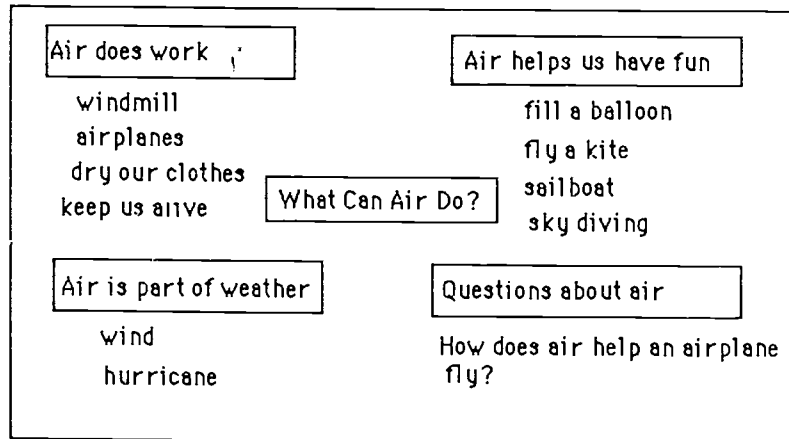 Air does work
windmill
airplanes
dry our clothes
keep us alive
Air helps us have fun
fill a balloon
fly a kite
sailboat
sky diving
What Can Air Do?
Air is part of weather
wind
hurricane
Questions about air
How does air help an airplane
fly?